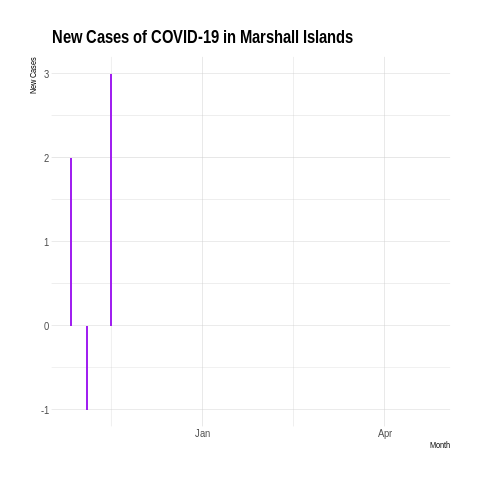 New Cases of COVID-19 in Marshall Islands
New Cases
3
2
1
0
-1
Jan
Apr
Month